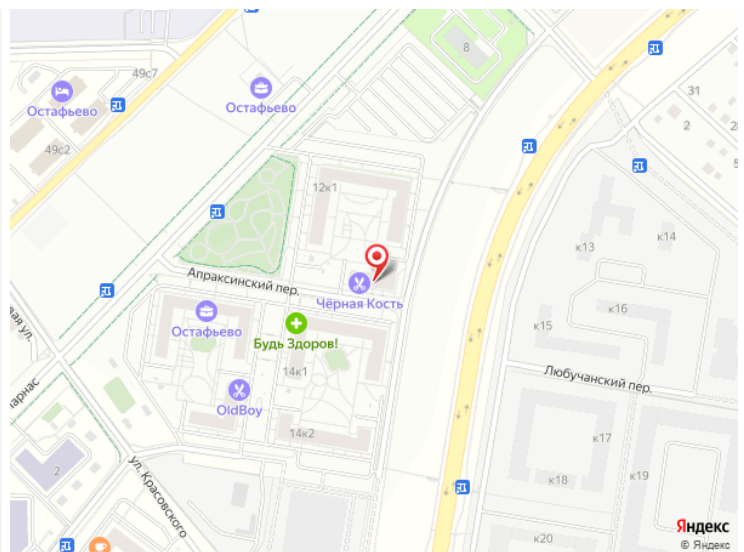 8
49с7
31
Остафьево
Остафьево
2
49с2
12к1
к14
к13
Апраксинский пер.
Чёрная Кость
к16
Остафьево
Будь Здоров!
к15
14к1
Любучанский пер.
OldBoy
14к2
к17
2
ул. Красовского
к19
к18
Яндекс
к20
© Яндекс